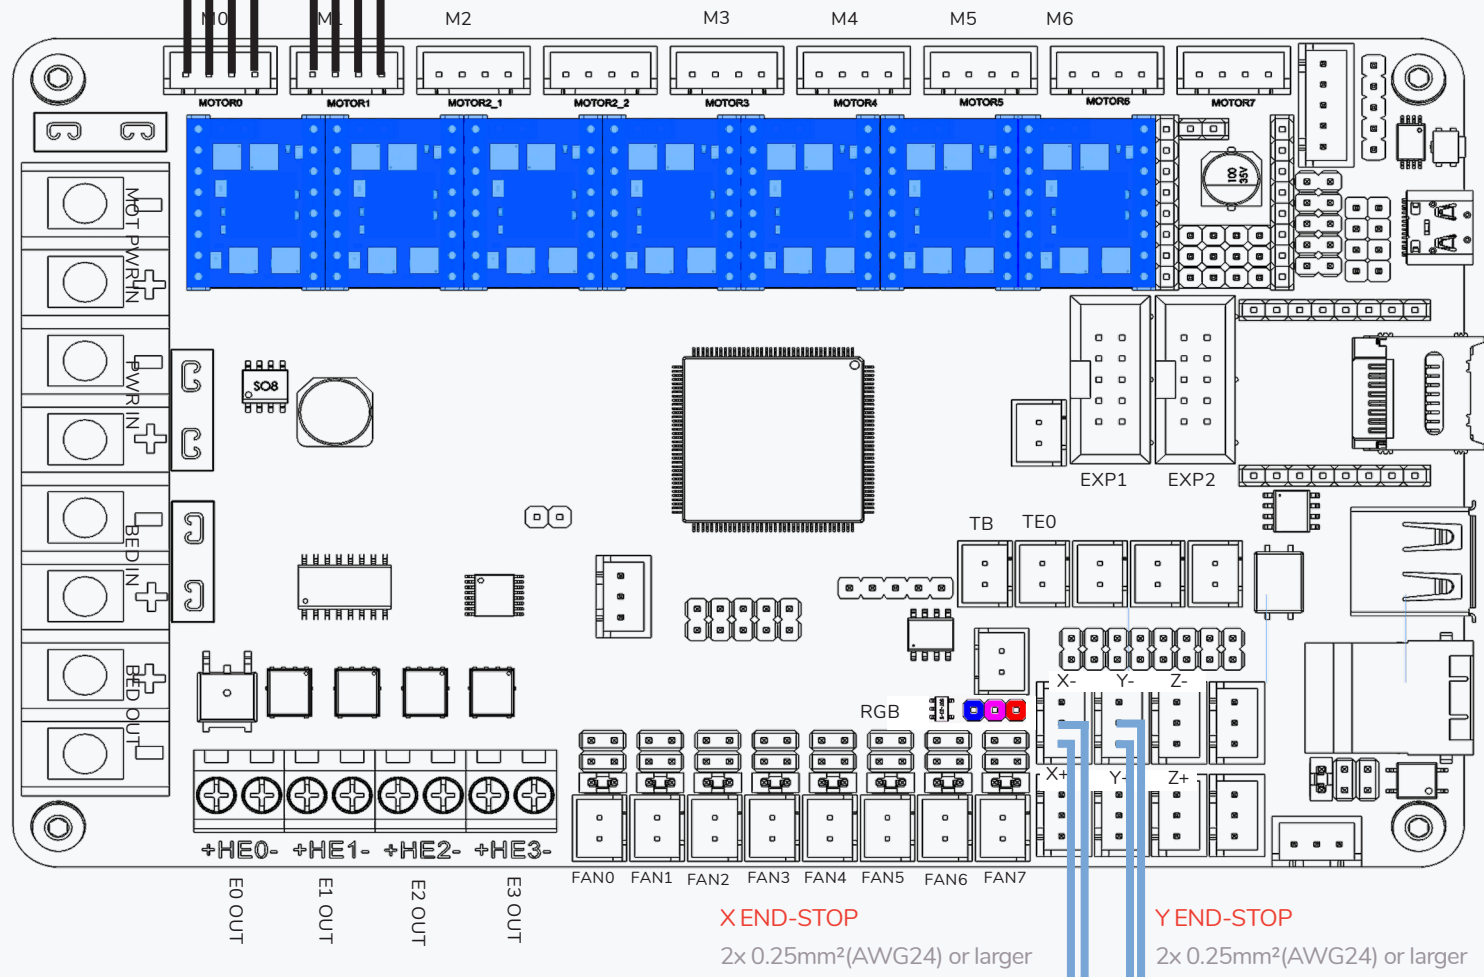 M0 M1 M2 M3 M4 M5 M6
MOTOR0 MOTOR1 MOTOR2_1 MOTOR2_2 MOTOR3 MOTOR4 MOTOR5 MOTOR6 MOTOR7
100
35V
MOT PWR IN
PWR IN
BED IN
BED OUT
SO8
EXP1 EXP2
TB TE0
X- Y- Z-
RGB
X+ Y- Z+
+HE0- +HE1- +HE2- +HE3-
FAN0 FAN1 FAN2 FAN3 FAN4 FAN5 FAN6 FAN7
E0 OUT
E1 OUT
E2 OUT
E3 OUT
X END-STOP
2x 0.25mm²(AWG24) or larger
Y END-STOP
2x 0.25mm²(AWG24) or larger